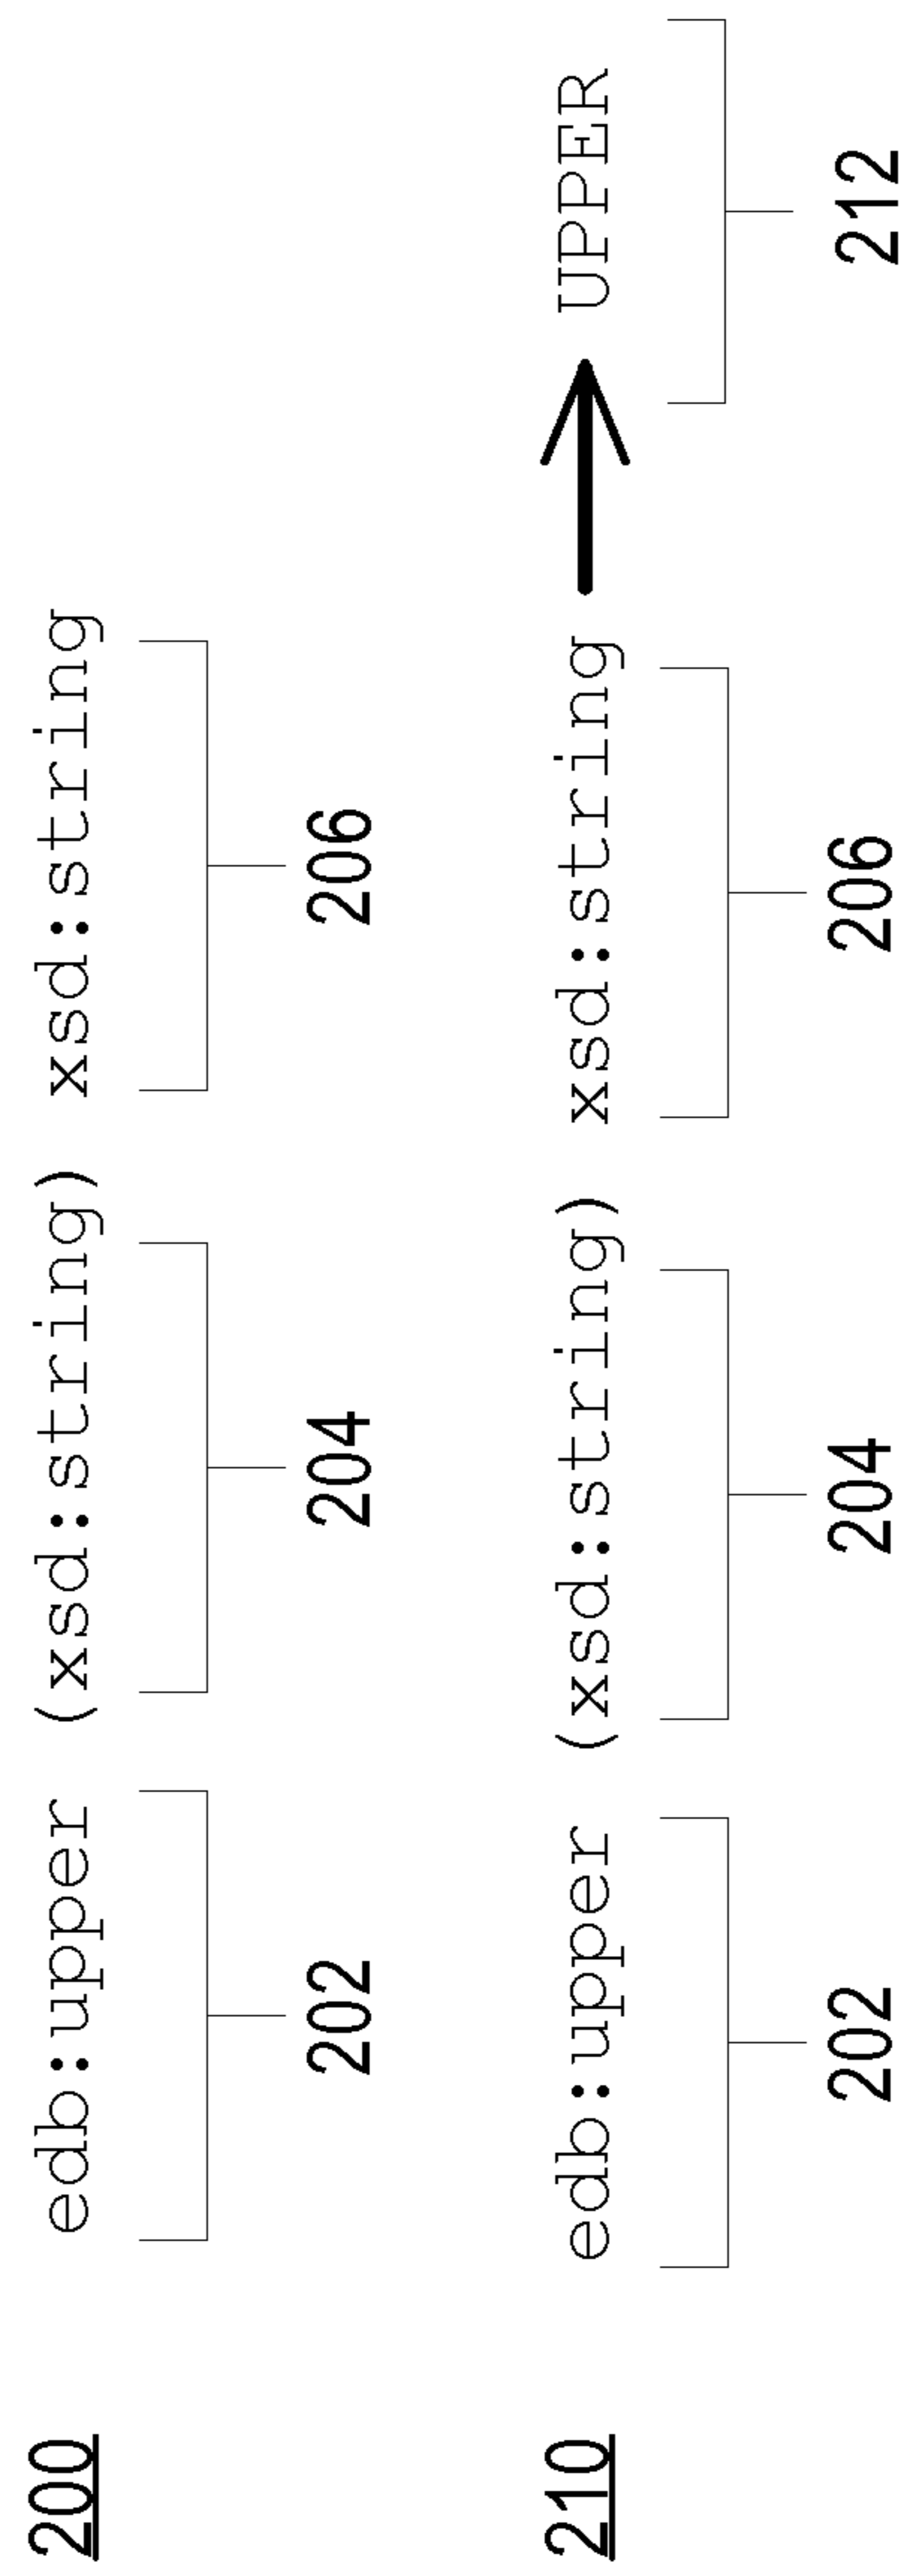 200 edb:upper (xsd:string) xsd:string
202 204 206
210 edb:upper (xsd:string) xsd:string UPPER
202 204 206 212